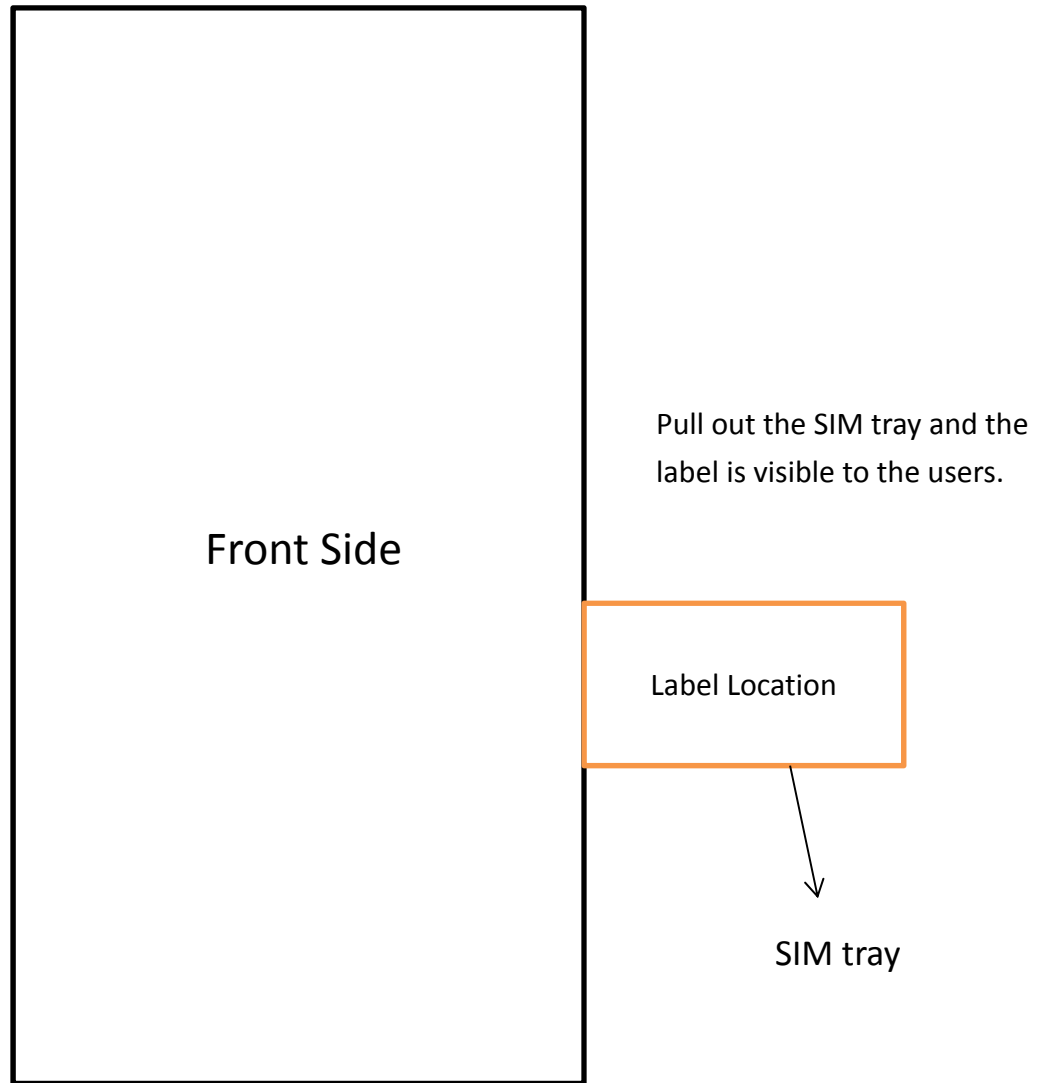 Pull out the SIM tray and the
label is visible to the users.
Front Side
Label Location
SIM tray